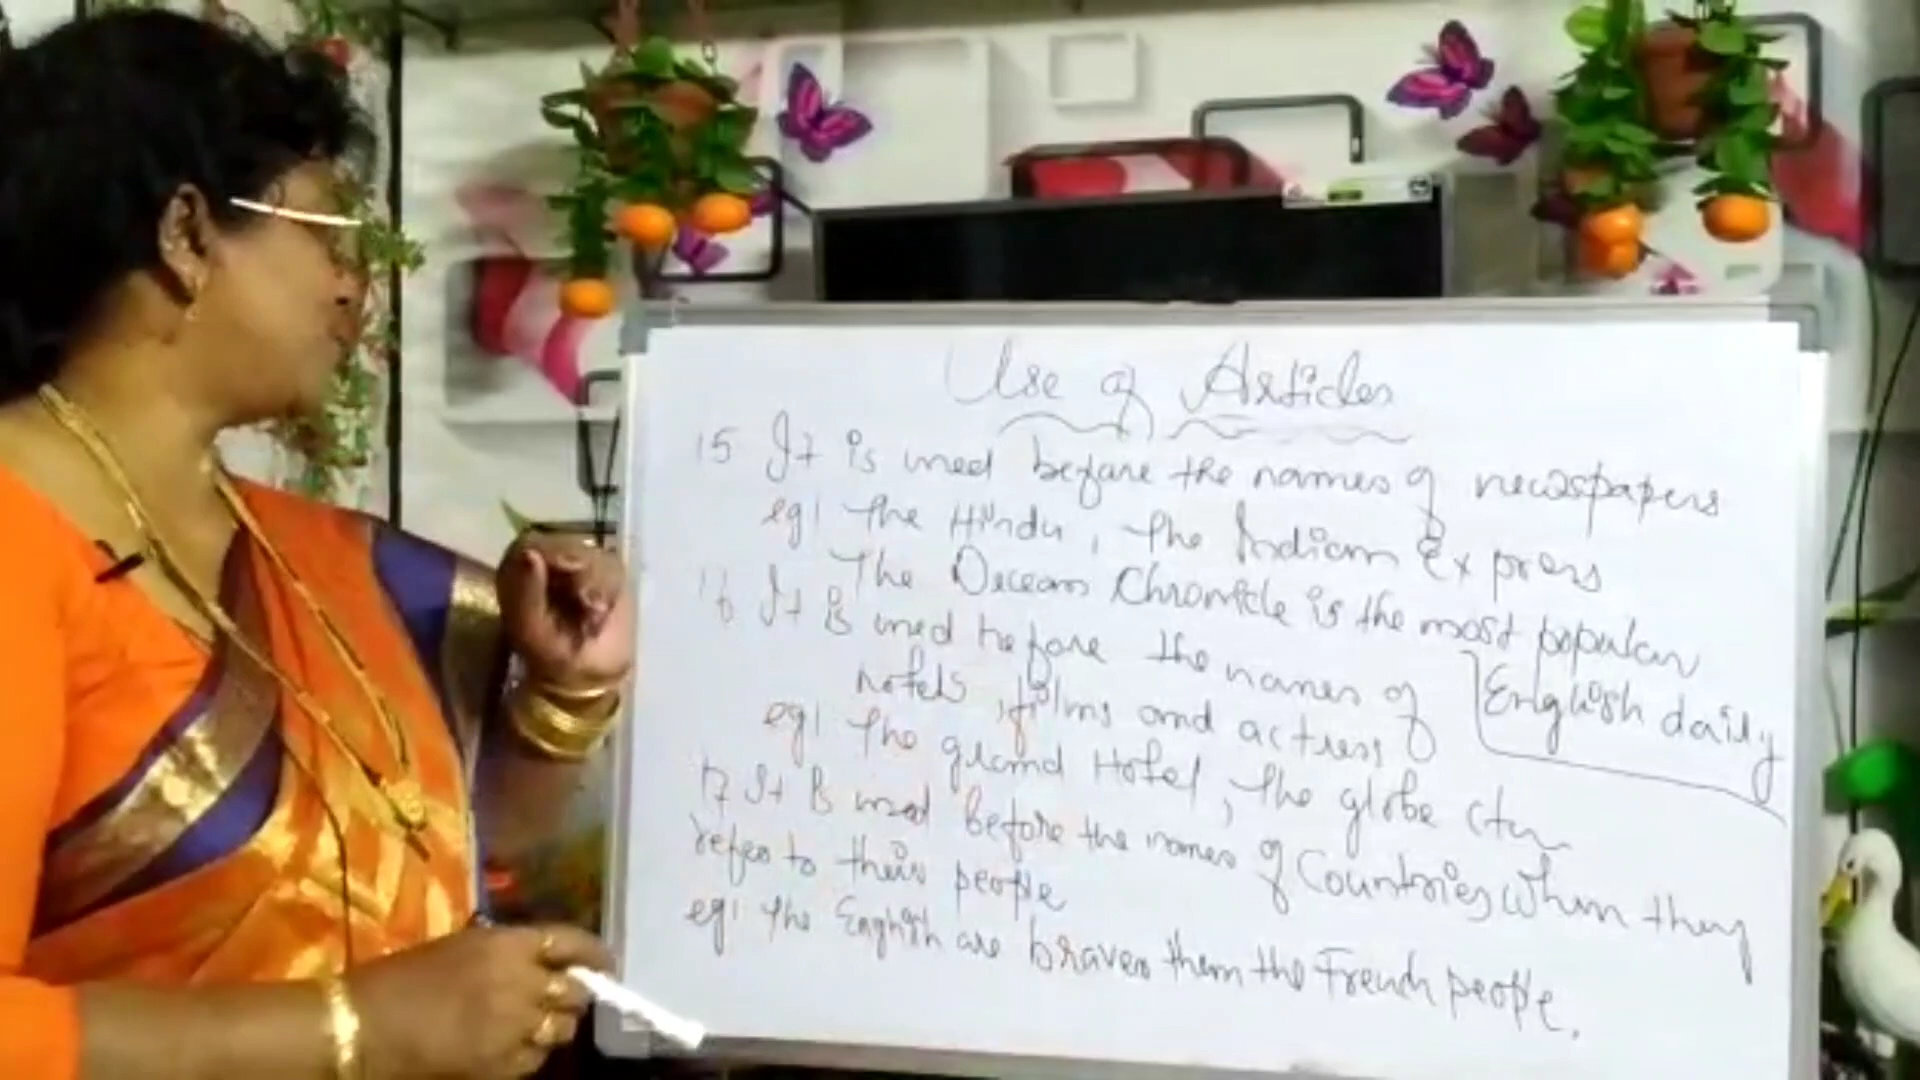 Use of Articles
15 It is used before the names of newspapers
eg: The Hindu, The Indian Express
The Deccan Chronicle is the most popular
English daily
16 It is used before the names of
hotels, films and actress
eg: The grand Hotel, The globe
17 It is used before the names of Countries when they
refers to their people
eg: The English are braver than the French people.